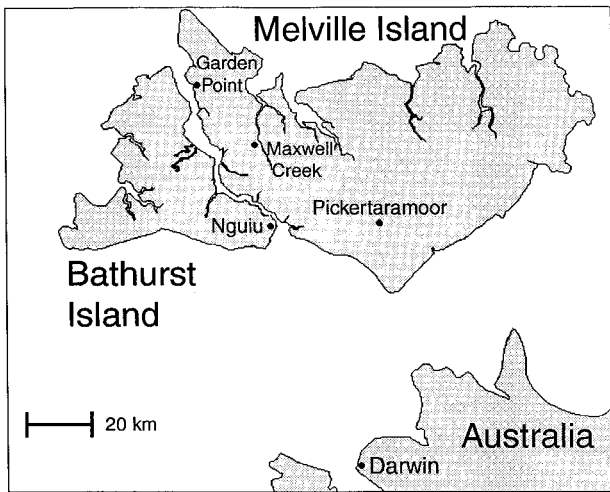 Melville Island
Garden
Point
Maxwell
Creek
Pickertaramoor
Nguiu
Bathurst
Island
20 km
Australia
Darwin